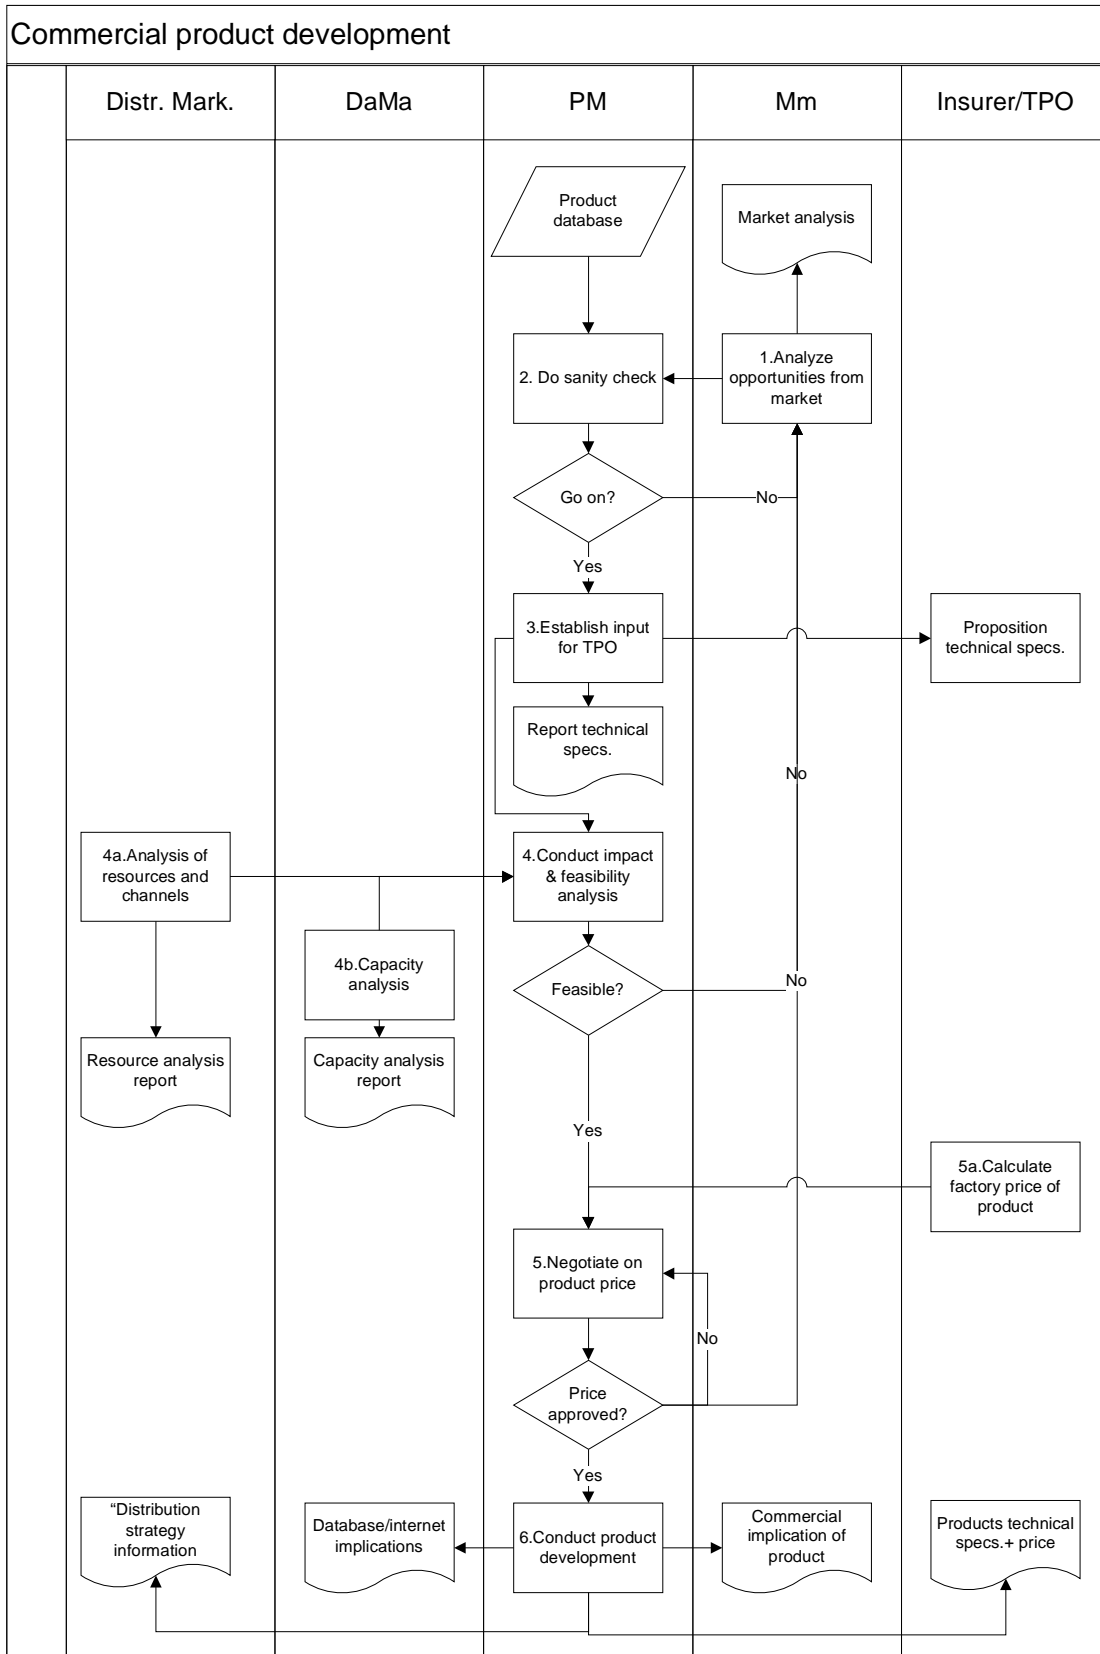 Commercial product development
Distr. Mark.
DaMa
PM
Mm
Insurer/TPO
Product
database
Market analysis
2. Do sanity check
1.Analyze
opportunities from
market
Go on?
No
Yes
3.Establish input
for TPO
Proposition
technical specs.
Report technical
specs.
No
4a.Analysis of
resources and
channels
4.Conduct impact
& feasibility
analysis
4b.Capacity
analysis
Feasible?
No
Resource analysis
report
Capacity analysis
report
Yes
5a.Calculate
factory price of
product
5.Negotiate on
product price
No
Price
approved?
Yes
“Distribution
strategy
information
Database/internet
implications
6.Conduct product
development
Commercial
implication of
product
Products technical
specs.+ price